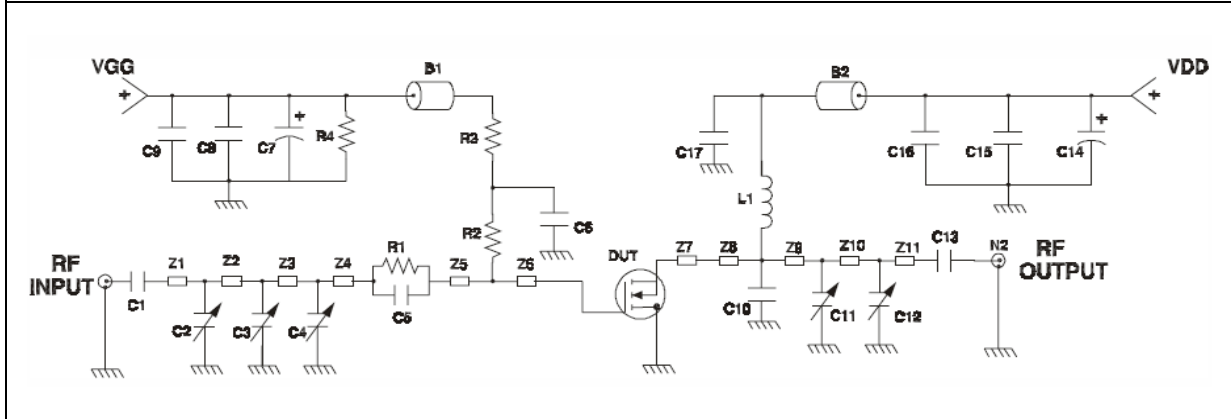 VGG
+
B1
B2
VDD
+
C9
C8
C7
+
R4
R3
C17
C16
C15
C14
+
L1
C6
R2
RF
INPUT
C1
Z1
Z2
Z3
Z4
R1
C5
Z5
Z6
DUT
Z7
Z8
Z9
Z10
Z11
C13
N2
RF
OUTPUT
C2
C3
C4
C10
C11
C12